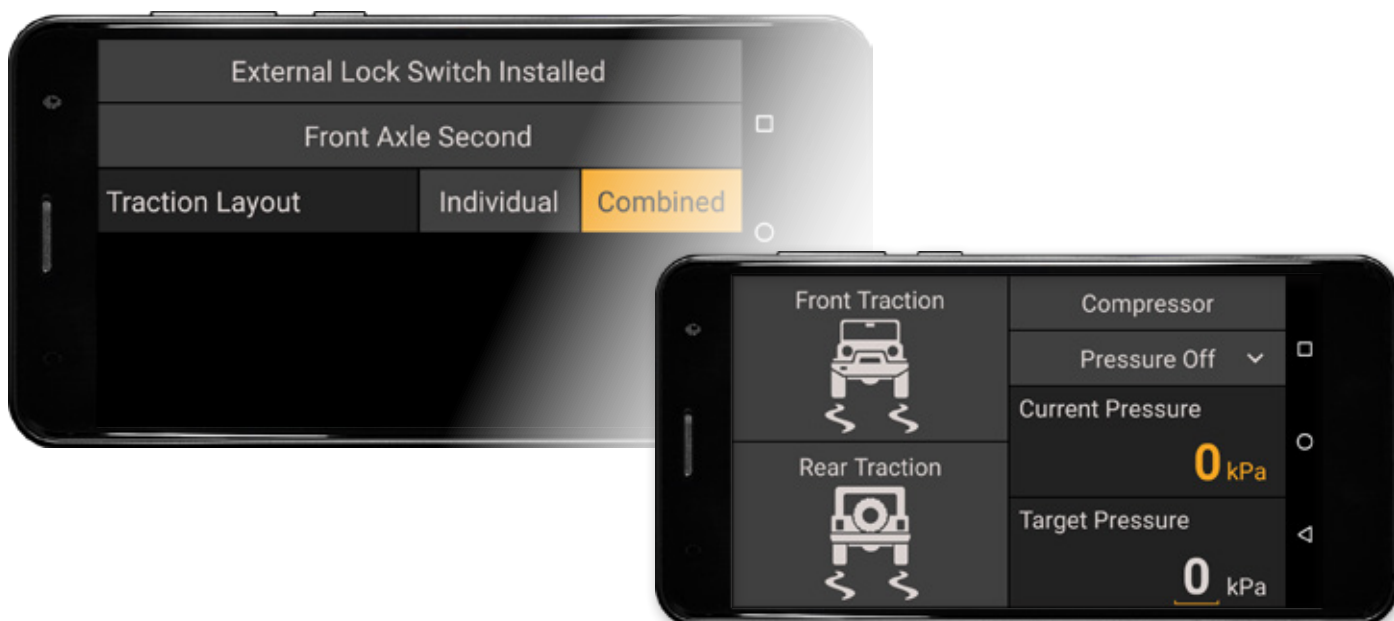 External Lock Switch Installed
Front Axle Second
Traction Layout Individual Combined
Front Traction
Rear Traction
Compressor
Pressure Off
Current Pressure
0 kPa
Target Pressure
0 kPa